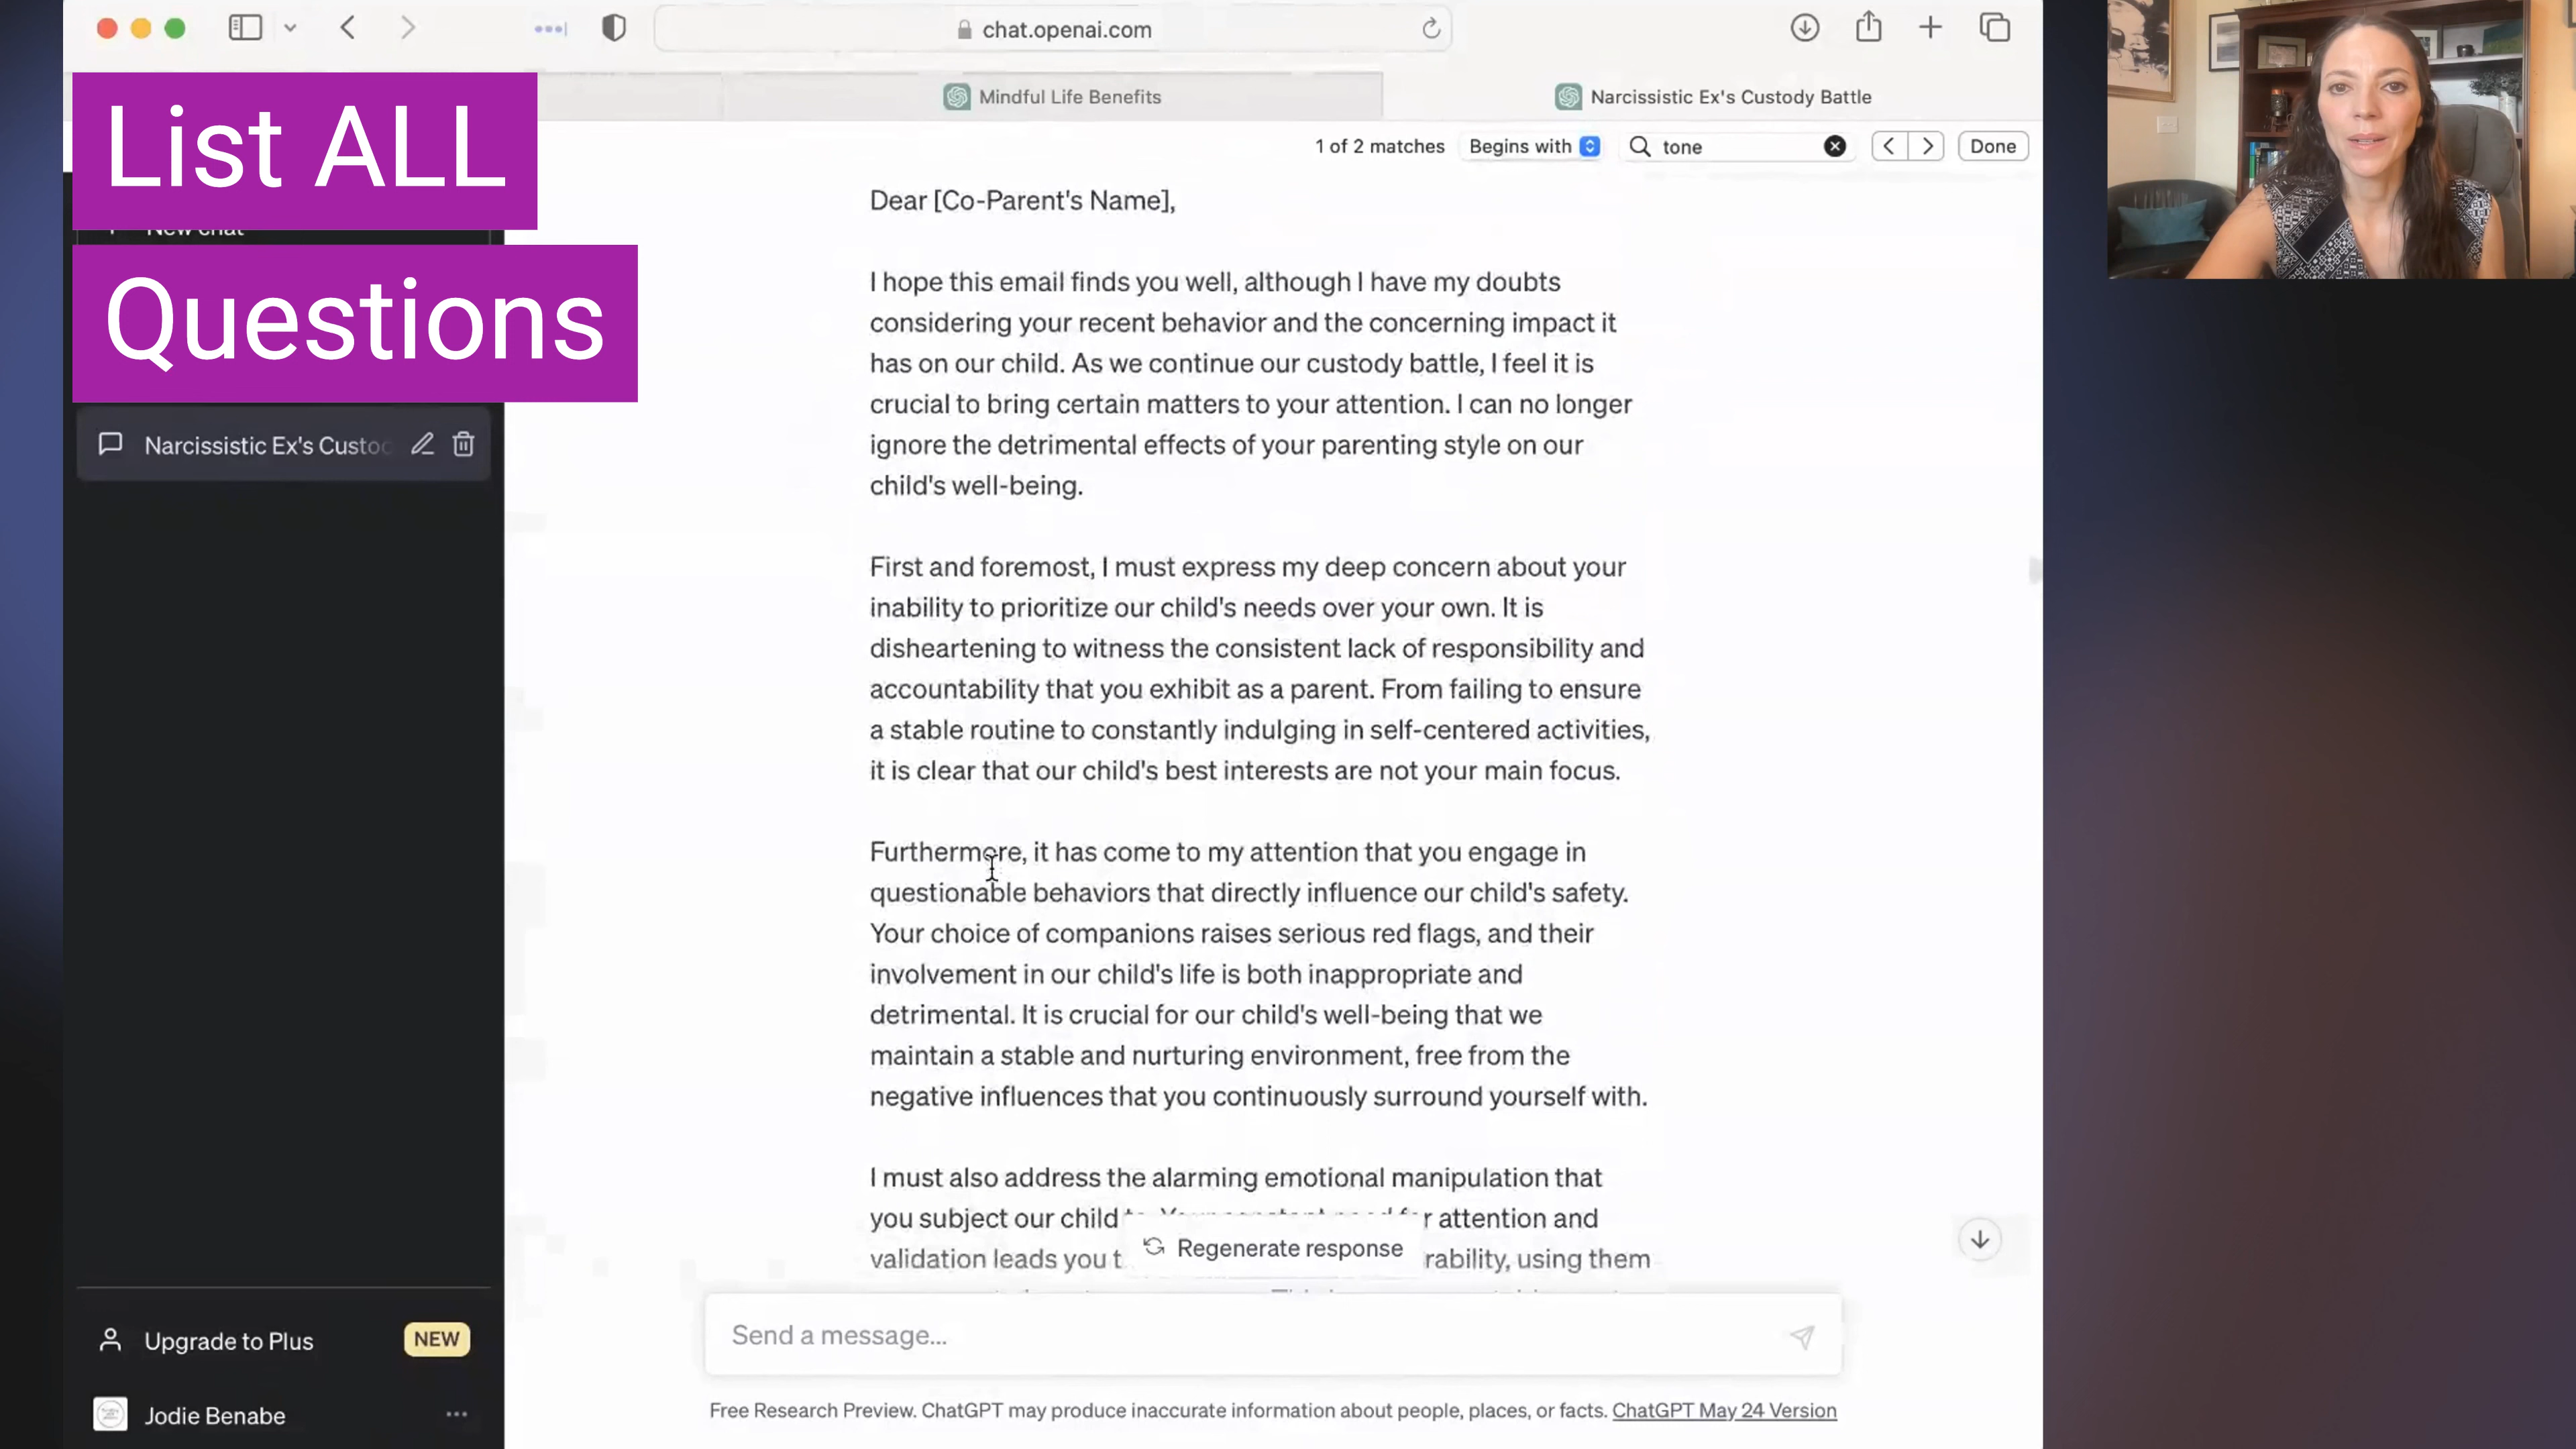 chat.openai.com
Mindful Life Benefits
Narcissistic Ex's Custody Battle
1 of 2 matches
Begins with
tone
Done
List ALL
Questions
New chat
Narcissistic Ex's Custod
Dear [Co-Parent's Name],
I hope this email finds you well, although I have my doubts
considering your recent behavior and the concerning impact it
has on our child. As we continue our custody battle, I feel it is
crucial to bring certain matters to your attention. I can no longer
ignore the detrimental effects of your parenting style on our
child's well-being.
First and foremost, I must express my deep concern about your
inability to prioritize our child's needs over your own. It is
disheartening to witness the consistent lack of responsibility and
accountability that you exhibit as a parent. From failing to ensure
a stable routine to constantly indulging in self-centered activities,
it is clear that our child's best interests are not your main focus.
Furthermore, it has come to my attention that you engage in
questionable behaviors that directly influence our child's safety.
Your choice of companions raises serious red flags, and their
involvement in our child's life is both inappropriate and
detrimental. It is crucial for our child's well-being that we
maintain a stable and nurturing environment, free from the
negative influences that you continuously surround yourself with.
I must also address the alarming emotional manipulation that
you subject our child attention and
validation leads you using them
Regenerate response
Send a message...
Free Research Preview. ChatGPT may produce inaccurate information about people, places, or facts. ChatGPT May 24 Version
Upgrade to Plus
NEW
Jodie Benabe